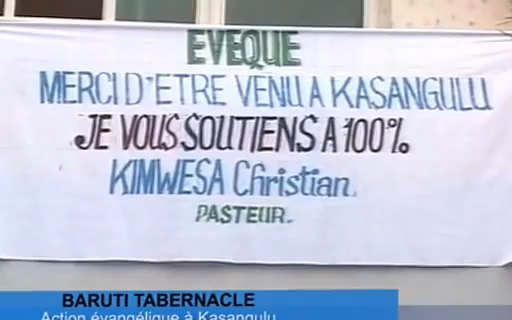 EVEQUE
MERCI D'ETRE VENU A KASANGULU
JE VOUS SOUTIENS A 100%
KIMWESA Christian.
PASTEUR.
BARUTI TABERNACLE
Action évangélique à Kasangulu